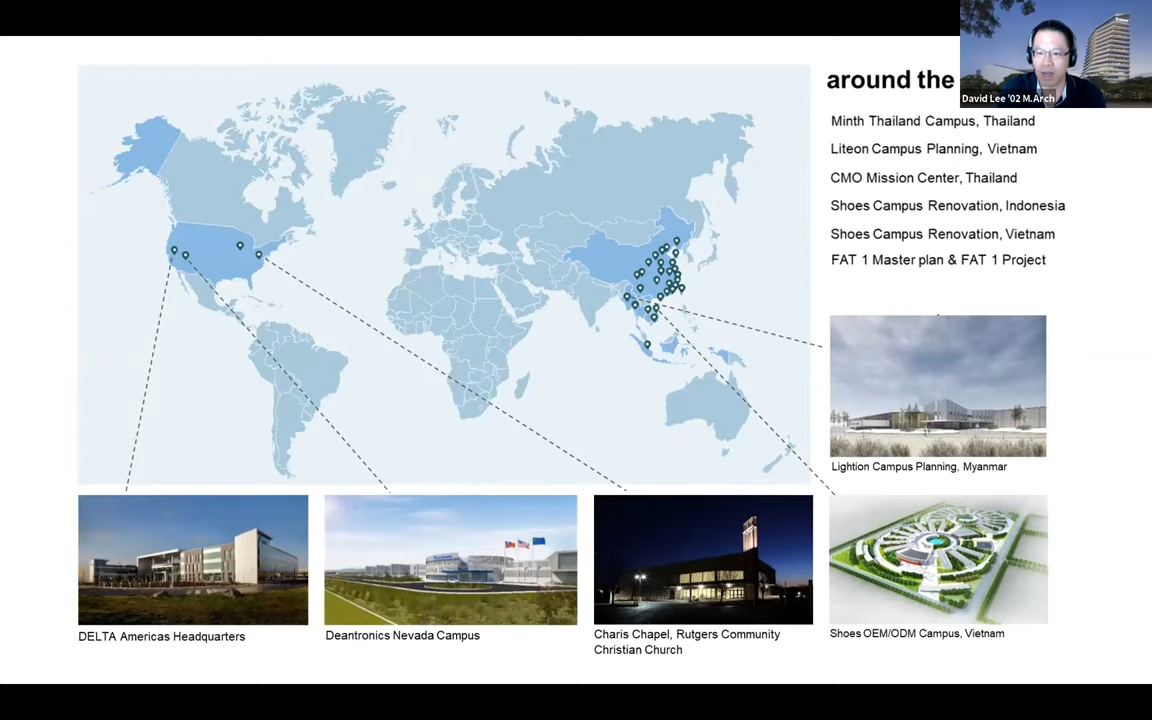 around the
David Lee '02 M.Arch
Minth Thailand Campus, Thailand
Liteon Campus Planning, Vietnam
CMO Mission Center, Thailand
Shoes Campus Renovation, Indonesia
Shoes Campus Renovation, Vietnam
FAT 1 Master plan & FAT 1 Project
Lightion Campus Planning, Myanmar
DELTA Americas Headquarters
Deantronics Nevada Campus
Charis Chapel, Rutgers Community
Christian Church
Shoes OEM/ODM Campus, Vietnam